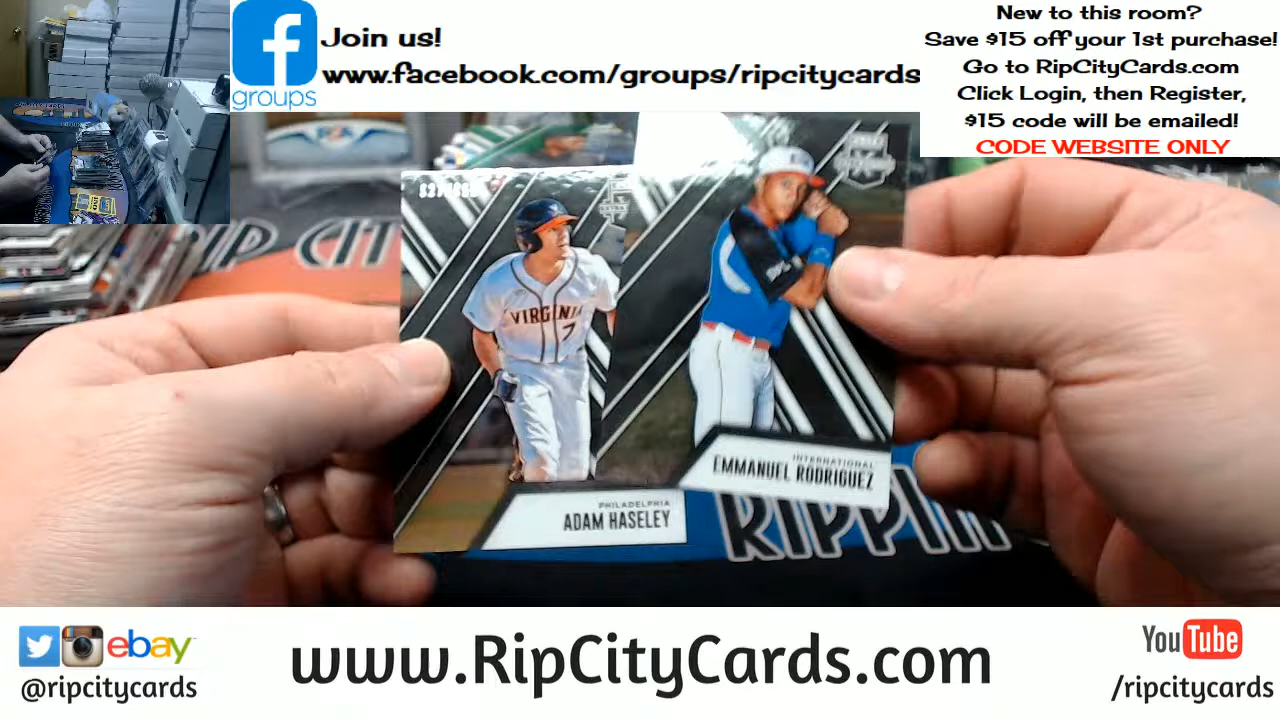 Join us!
www.facebook.com/groups/ripcitycards
groups
New to this room?
Save $15 off your 1st purchase!
Go to RipCityCards.com
Click Login, then Register,
$15 code will be emailed!
CODE WEBSITE ONLY
RIP CIT
VIRGINIA
7
PHILADELPHIA
ADAM HASELEY
INTERNATIONAL
EMMANUEL RODRIGUEZ
RIPPIN
ebay
@ripcitycards
www.RipCityCards.com
YouTube
/ripcitycards